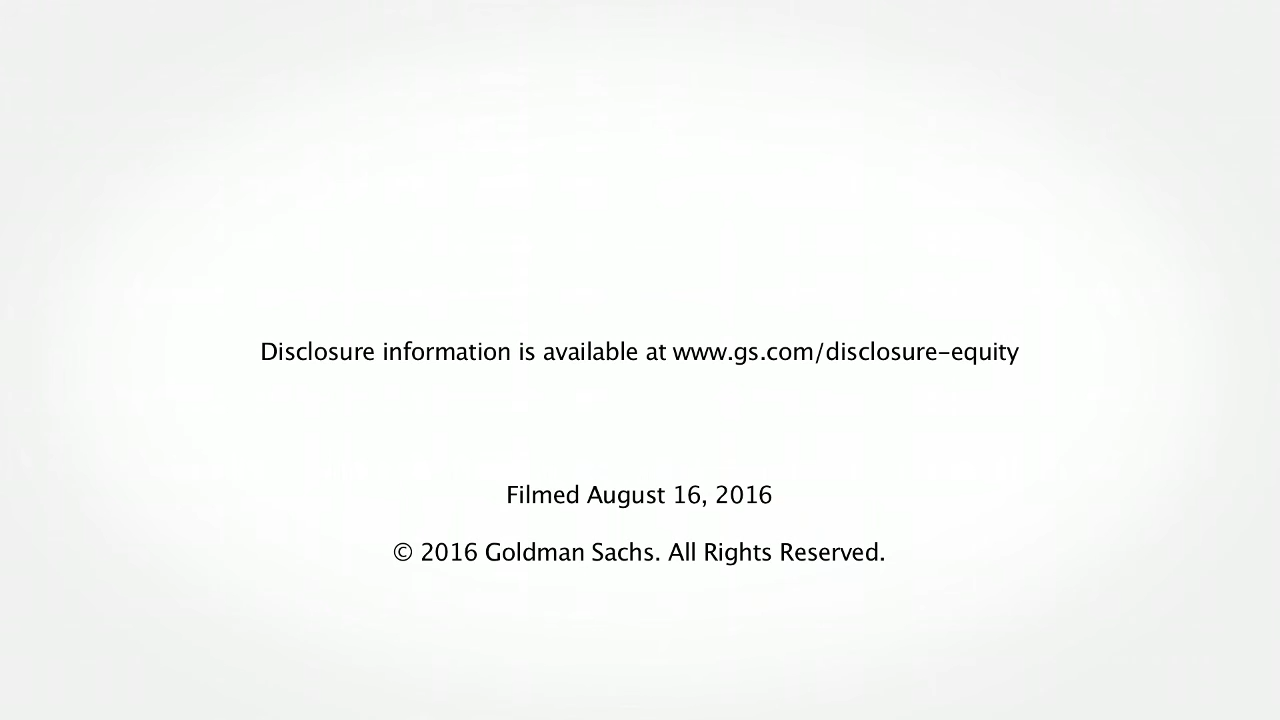 Disclosure information is available at www.gs.com/disclosure-equity
Filmed August 16, 2016
© 2016 Goldman Sachs. All Rights Reserved.